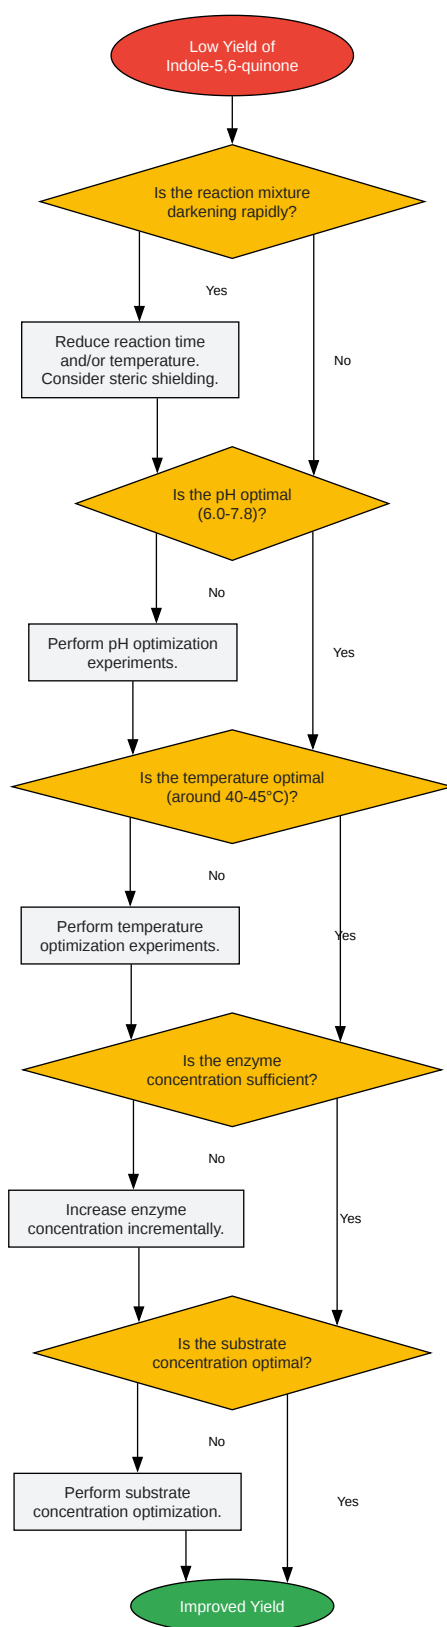 Low Yield of
Indole-5,6-quinone
Is the reaction mixture
darkening rapidly?
Yes
Reduce reaction time
and/or temperature.
Consider steric shielding.
No
Is the pH optimal
(6.0-7.8)?
No
Perform pH optimization
experiments.
Yes
Is the temperature optimal
(around 40-45°C)?
No
Perform temperature
optimization experiments.
Yes
Is the enzyme
concentration sufficient?
No
Increase enzyme
concentration incrementally.
Yes
Is the substrate
concentration optimal?
No
Perform substrate
concentration optimization.
Yes
Improved Yield